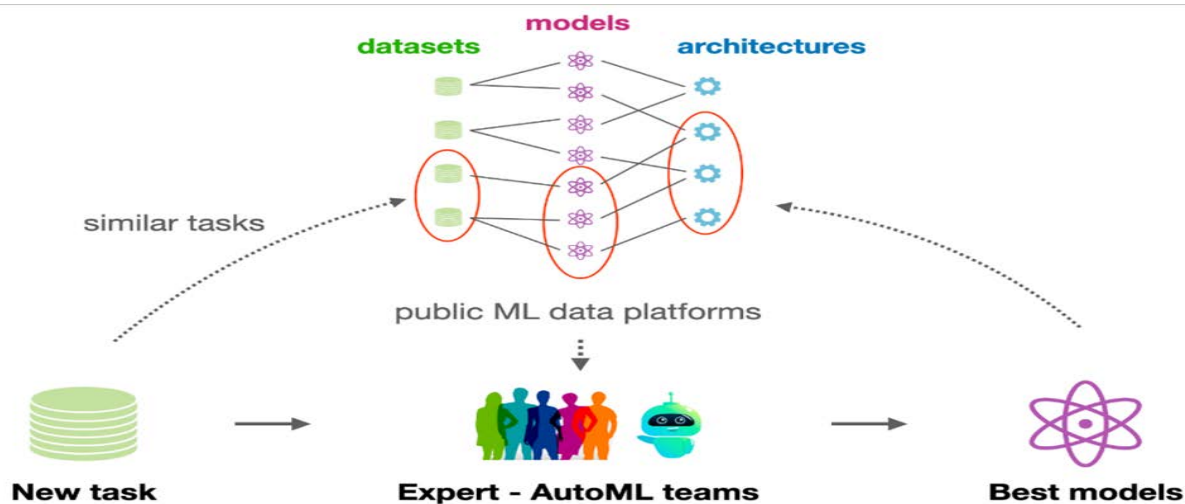 models
datasets
architectures
similar tasks
public ML data platforms
New task
Expert - AutoML teams
Best models